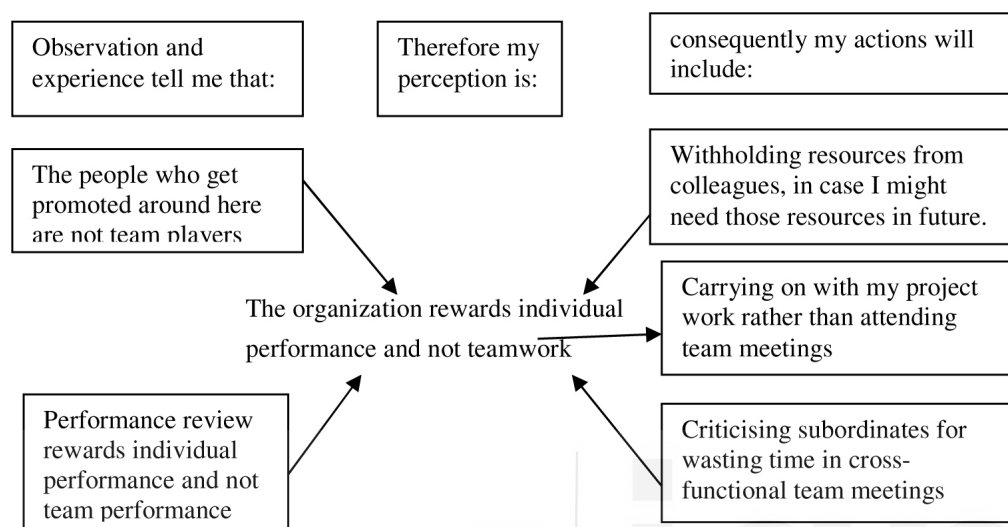 Observation and
experience tell me that:
Therefore my
perception is:
consequently my actions will
include:
The people who get
promoted around here
are not team players
Withholding resources from
colleagues, in case I might
need those resources in future.
The organization rewards individual
performance and not teamwork
Carrying on with my project
work rather than attending
team meetings
Performance review
rewards individual
performance and not
team performance
Criticising subordinates for
wasting time in cross-
functional team meetings